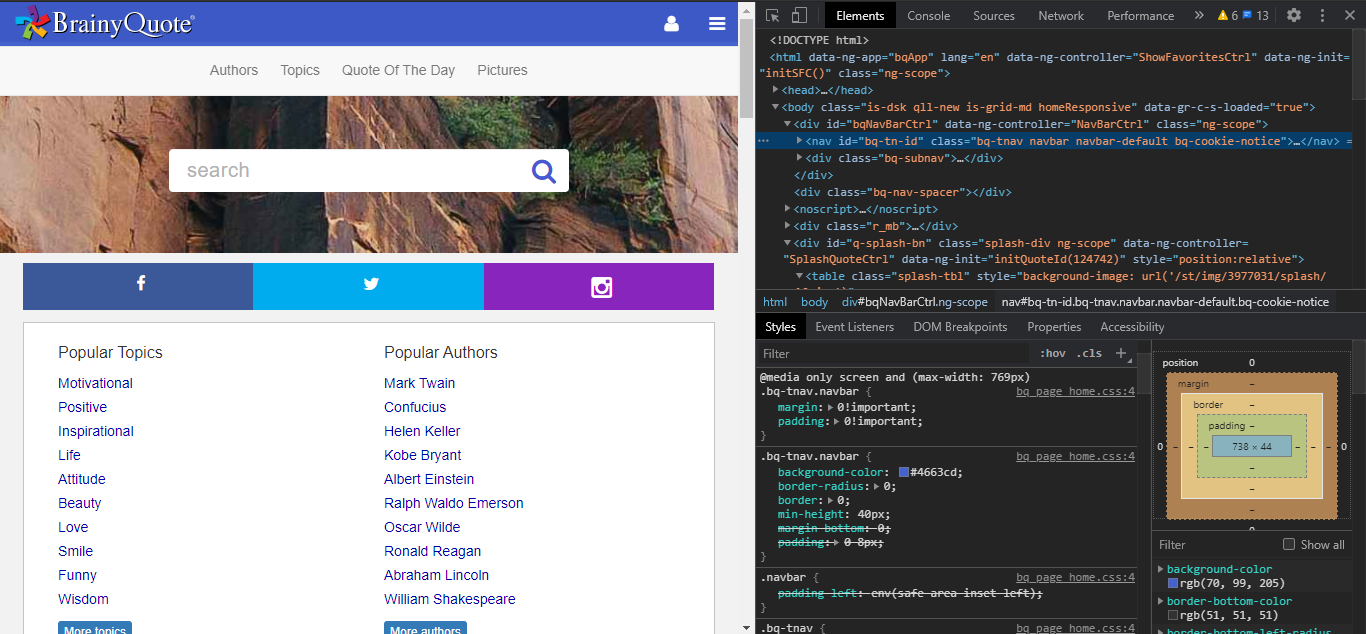 BrainyQuote
Authors Topics Quote Of The Day Pictures
search
Popular Topics
Motivational
Positive
Inspirational
Life
Attitude
Beauty
Love
Smile
Funny
Wisdom
More topics
Popular Authors
Mark Twain
Confucius
Helen Keller
Kobe Bryant
Albert Einstein
Ralph Waldo Emerson
Oscar Wilde
Ronald Reagan
Abraham Lincoln
William Shakespeare
More authors
Elements Console Sources Network Performance » 6 13
<!DOCTYPE html>
<html data-ng-app="bqApp" lang="en" data-ng-controller="ShowFavoritesCtrl" data-ng-init=
"initSFC()" class="ng-scope">
<head>…</head>
<body class="is-dsk qll-new is-grid-md homeResponsive" data-gr-c-s-loaded="true">
<div id="bqNavBarCtrl" data-ng-controller="NavBarCtrl" class="ng-scope">
<nav id="bq-tn-id" class="bq-tnav navbar navbar-default bq-cookie-notice">…</nav> =
<div class="bq-subnav">…</div>
</div>
<div class="bq-nav-spacer"></div>
<noscript>…</noscript>
<div class="r_mb">…</div>
<div id="q-splash-bn" class="splash-div ng-scope" data-ng-controller=
"SplashQuoteCtrl" data-ng-init="initQuoteId(124742)" style="position:relative">
<table class="splash-tbl" style="background-image: url('/st/img/3977031/splash/
html body div#bqNavBarCtrl.ng-scope nav#bq-tn-id.bq-tnav.navbar.navbar-default.bq-cookie-notice
Styles Event Listeners DOM Breakpoints Properties Accessibility
Filter :hov .cls +
@media only screen and (max-width: 769px)
.bq-tnav.navbar { bq_page_home.css:4
margin: 0!important;
padding: 0!important;
}
.bq-tnav.navbar { bq_page_home.css:4
background-color: #4663cd;
border-radius: 0;
border: 0;
min-height: 40px;
margin-bottom: 0;
padding: 0 8px;
}
.navbar { bq_page_home.css:4
padding-left: env(safe-area-inset-left);
}
.bq-tnav { bq_page_home.css:4
position 0
margin –
border –
padding –
0 – – – 738 × 44 – – – 0
–
–
–
0
Filter Show all
background-color
rgb(70, 99, 205)
border-bottom-color
rgb(51, 51, 51)
border-bottom-left-radius